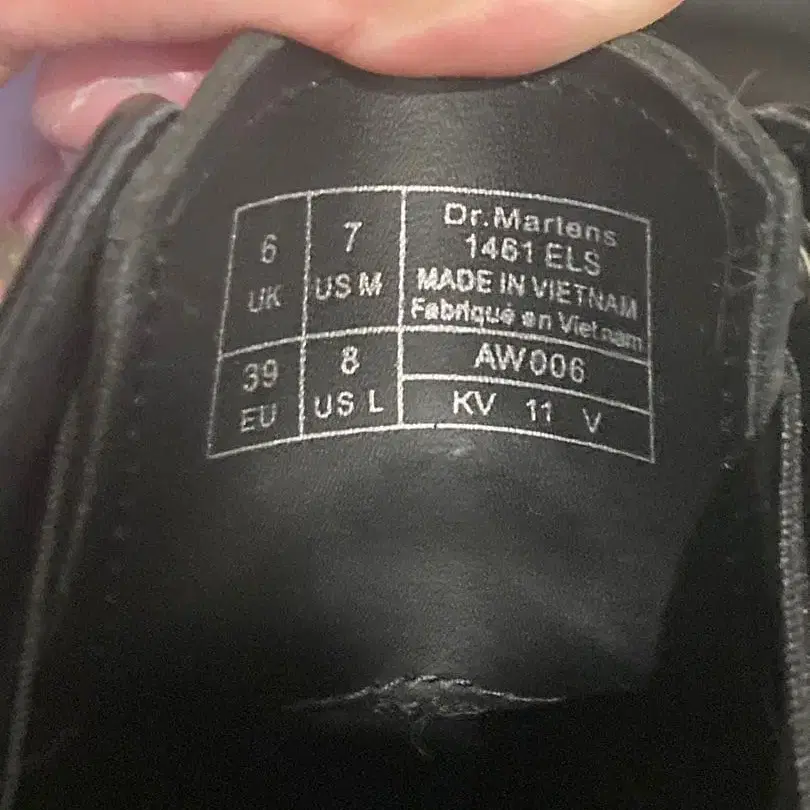 6
UK
7
US M
Dr.Martens
1461 ELS
MADE IN VIETNAM
Fabriqué en Vietnam
39
EU
8
US L
AW006
KV 11 V